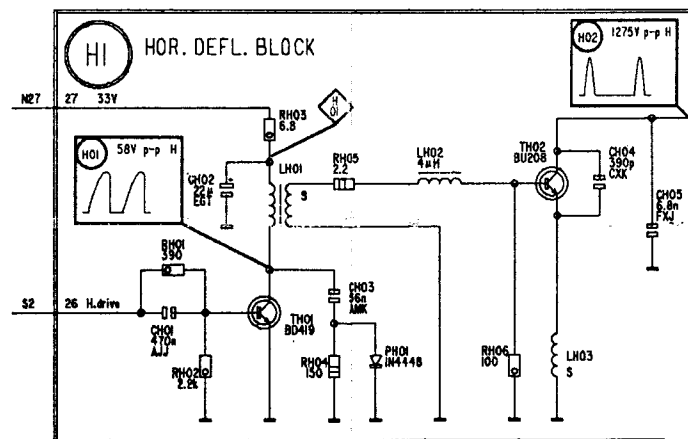 H1 HOR. DEFL. BLOCK
H02 1275V p-p H
N27 27 33V
RH03
6.8
H
01
H01 58V p-p H
CH02
22µ
EGT
LH01
S
RH05
2.2
LH02
4µH
TH02
BU208
CH04
390p
CXK
CH05
6.8n
FXJ
RH01
390
S2 26 H.drive
CH01
470n
AJJ
RH02
2.2k
TH01
BD419
CH03
56n
AMK
RH04
150
PH01
1N4448
RH06
100
LH03
S